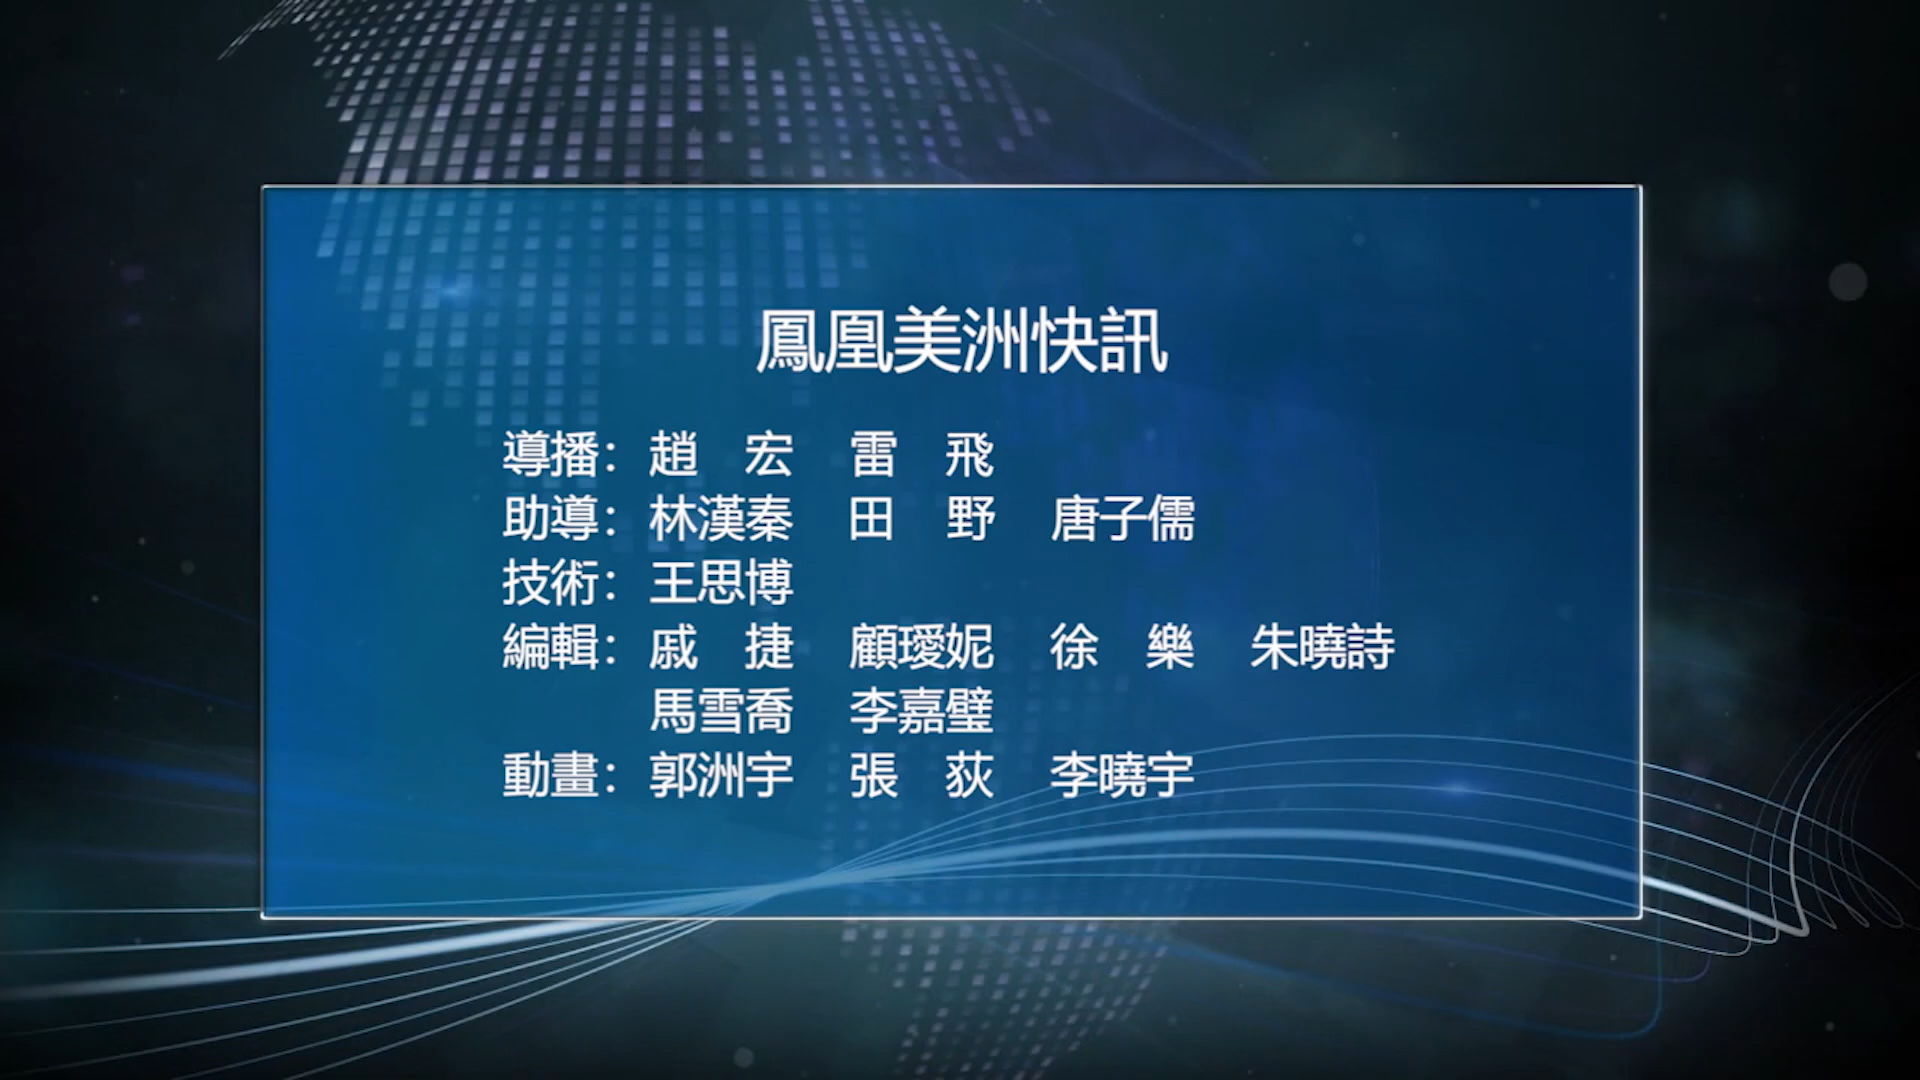 鳳凰美洲快訊
導播：趙　宏　雷　飛
助導：林漢秦　田　野　唐子儒
技術：王思博
編輯：戚　捷　顧璦妮　徐　樂　朱曉詩
馬雪喬　李嘉璧
動畫：郭洲宇　張　荻　李曉宇